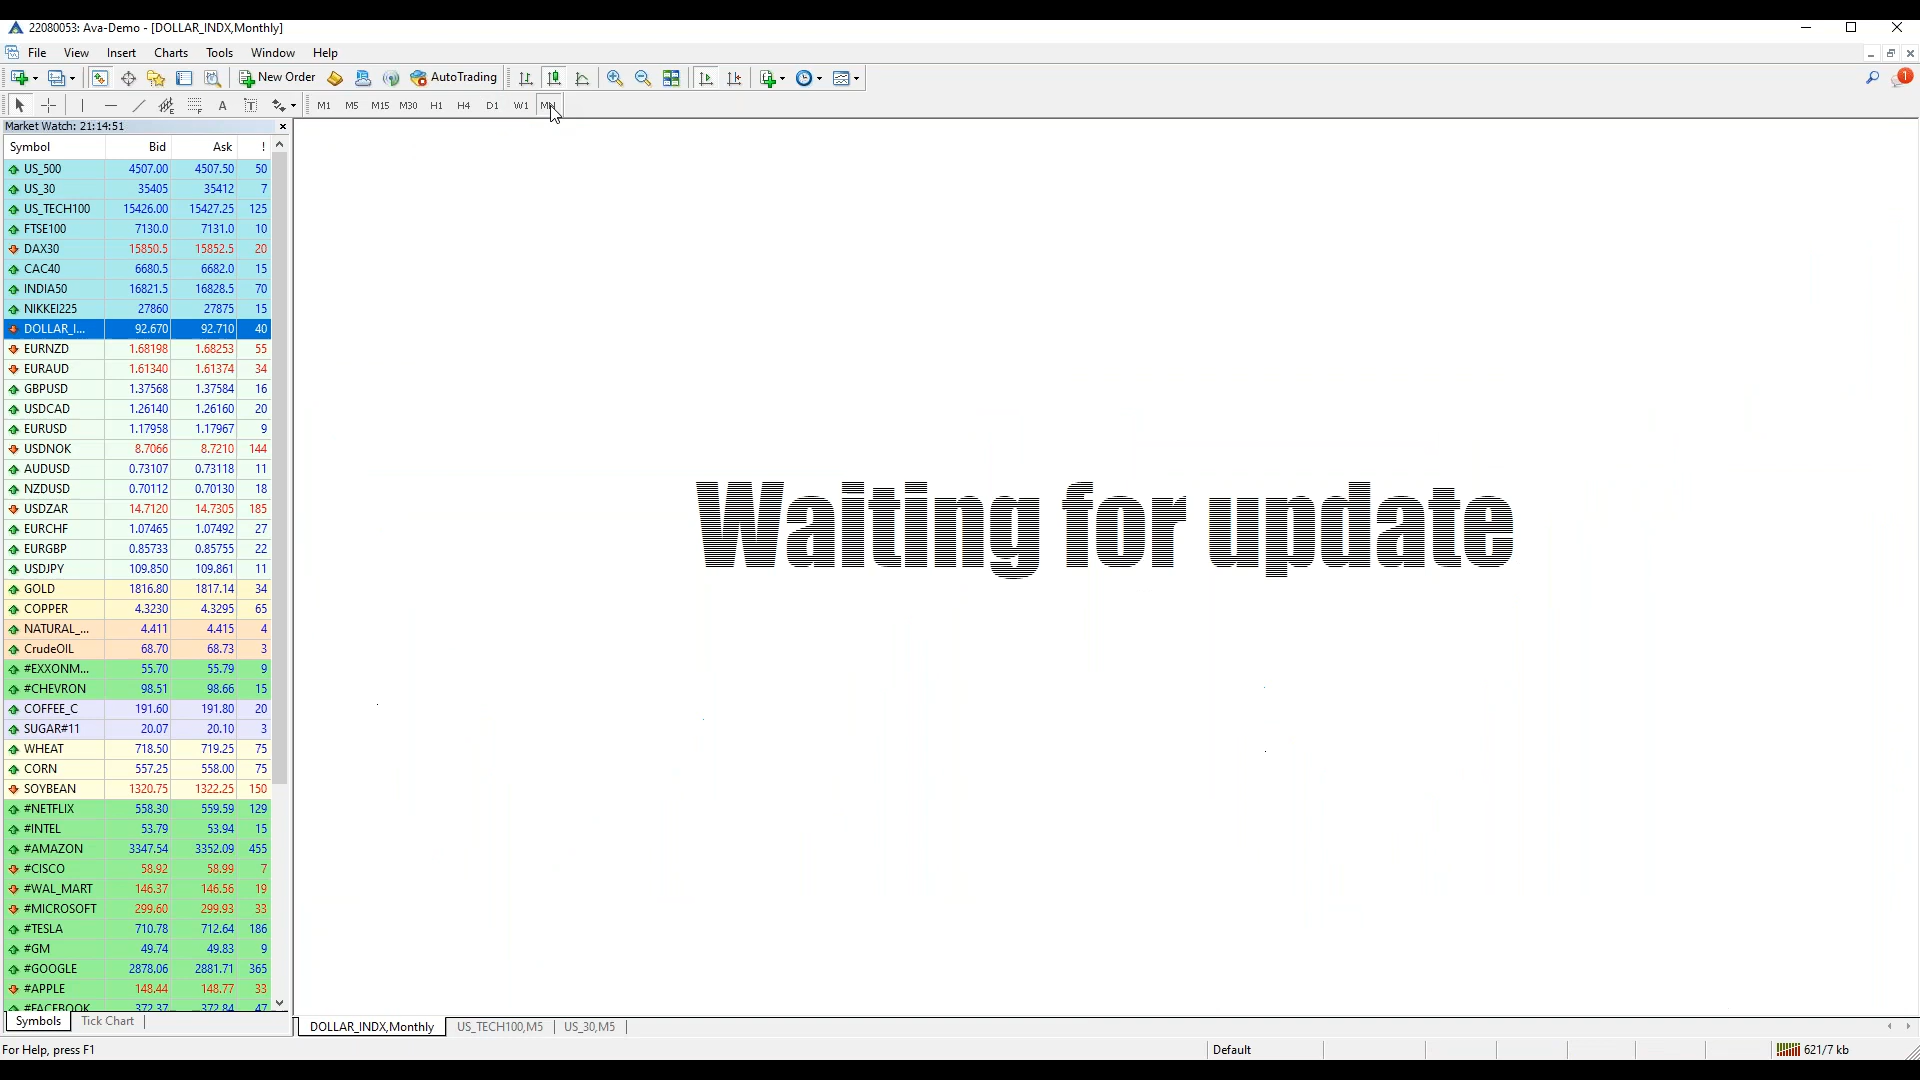 22080053: Ava-Demo - [DOLLAR_INDX,Monthly]
File View Insert Charts Tools Window Help
New Order AutoTrading 1
A T M1 M5 M15 M30 H1 H4 D1 W1 MN
Market Watch: 21:14:51
Symbol Bid Ask !
US_500 4507.00 4507.50 50
US_30 35405 35412 7
US_TECH100 15426.00 15427.25 125
FTSE100 7130.0 7131.0 10
DAX30 15850.5 15852.5 20
CAC40 6680.5 6682.0 15
INDIA50 16821.5 16828.5 70
NIKKEI225 27860 27875 15
DOLLAR_I... 92.670 92.710 40
EURNZD 1.68198 1.68253 55
EURAUD 1.61340 1.61374 34
GBPUSD 1.37568 1.37584 16
USDCAD 1.26140 1.26160 20
EURUSD 1.17958 1.17967 9
USDNOK 8.7066 8.7210 144
AUDUSD 0.73107 0.73118 11
NZDUSD 0.70112 0.70130 18
USDZAR 14.7120 14.7305 185
EURCHF 1.07465 1.07492 27
EURGBP 0.85733 0.85755 22
USDJPY 109.850 109.861 11
GOLD 1816.80 1817.14 34
COPPER 4.3230 4.3295 65
NATURAL_... 4.411 4.415 4
CrudeOIL 68.70 68.73 3
#EXXONM... 55.70 55.79 9
#CHEVRON 98.51 98.66 15
COFFEE_C 191.60 191.80 20
SUGAR#11 20.07 20.10 3
WHEAT 718.50 719.25 75
CORN 557.25 558.00 75
SOYBEAN 1320.75 1322.25 150
#NETFLIX 558.30 559.59 129
#INTEL 53.79 53.94 15
#AMAZON 3347.54 3352.09 455
#CISCO 58.92 58.99 7
#WAL_MART 146.37 146.56 19
#MICROSOFT 299.60 299.93 33
#TESLA 710.78 712.64 186
#GM 49.74 49.83 9
#GOOGLE 2878.06 2881.71 365
#APPLE 148.44 148.77 33
#FACEBOOK 372.37 372.84 47
Symbols Tick Chart
Waiting for update
DOLLAR_INDX,Monthly US_TECH100,M5 US_30,M5
For Help, press F1 Default 621/7 kb